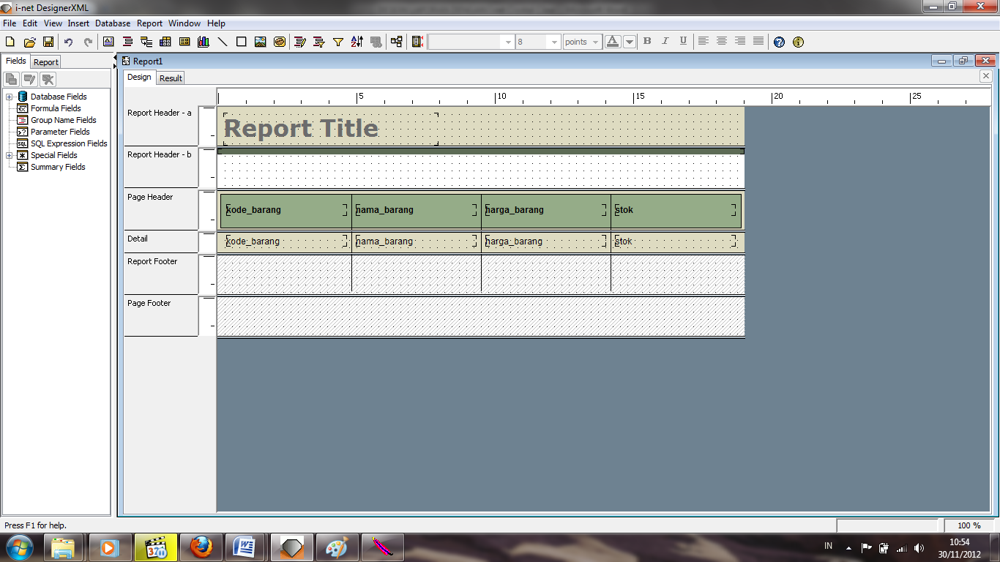 i-net DesignerXML
File Edit View Insert Database Report Window Help
8 points A B I U
Fields Report
Report1
Design Result
Database Fields
Formula Fields
Group Name Fields
Parameter Fields
SQL Expression Fields
Special Fields
Summary Fields
5 10 15 20 25
Report Header - a
Report Title
Report Header - b
Page Header
kode_barang nama_barang harga_barang stok
Detail
kode_barang nama_barang harga_barang stok
Report Footer
Page Footer
Press F1 for help.
100 %
IN
10:54
30/11/2012